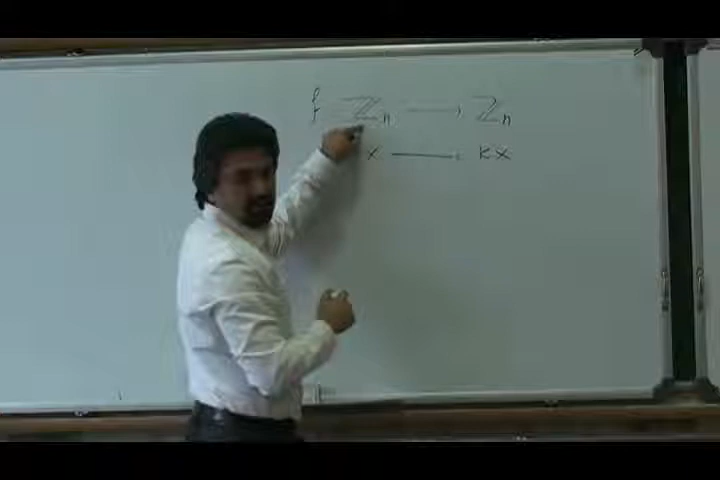 f ℤₙ ⟶ ℤₙ
x ⟶ kx